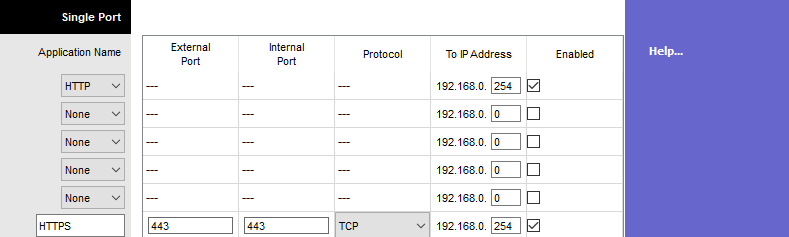 Single Port
Help...
Application Name External Port Internal Port Protocol To IP Address Enabled
HTTP --- --- --- 192.168.0. 254
None --- --- --- 192.168.0. 0
None --- --- --- 192.168.0. 0
None --- --- --- 192.168.0. 0
None --- --- --- 192.168.0. 0
HTTPS 443 443 TCP 192.168.0. 254